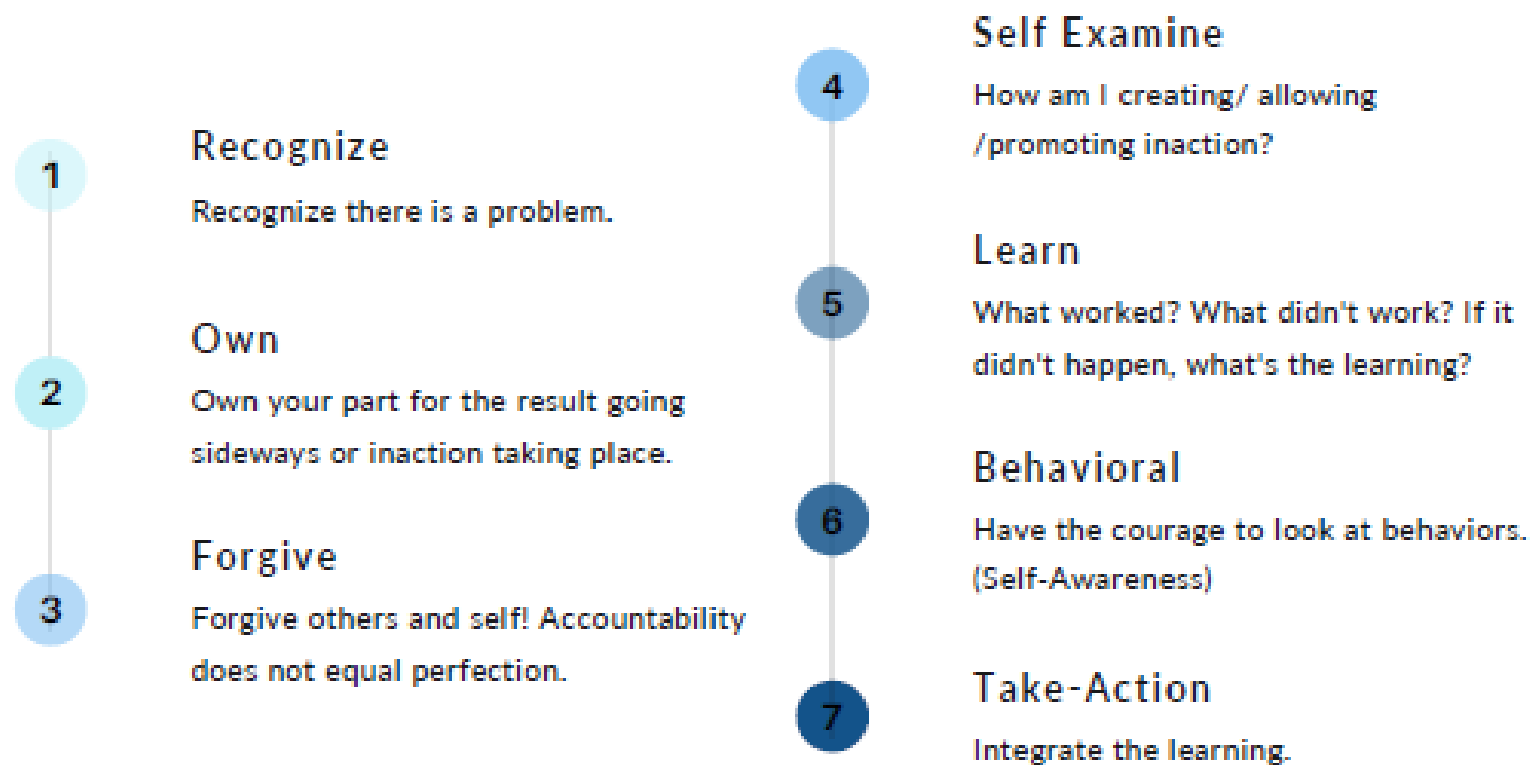 1
Recognize
Recognize there is a problem.
2
Own
Own your part for the result going
sideways or inaction taking place.
3
Forgive
Forgive others and self! Accountability
does not equal perfection.
4
Self Examine
How am I creating/ allowing
/promoting inaction?
5
Learn
What worked? What didn't work? If it
didn't happen, what's the learning?
6
Behavioral
Have the courage to look at behaviors.
(Self-Awareness)
7
Take-Action
Integrate the learning.